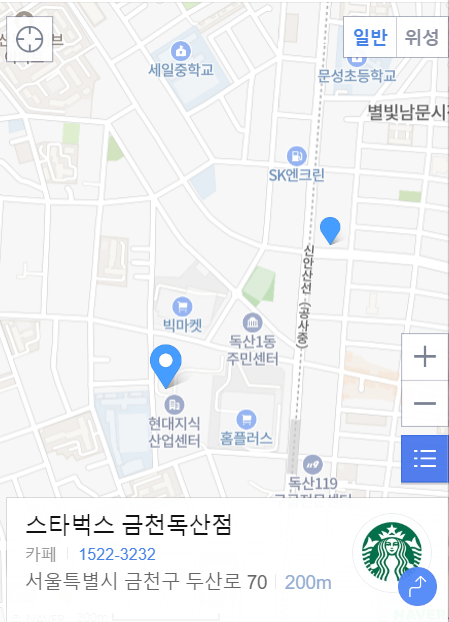 일반 위성
세일중학교
문성초등학교
별빛남문시
SK엔크린
신안산선 (공사중)
빅마켓
독산1동
주민센터
현대지식
산업센터
홈플러스
독산119
스타벅스 금천독산점
카페 1522-3232
서울특별시 금천구 두산로 70 200m